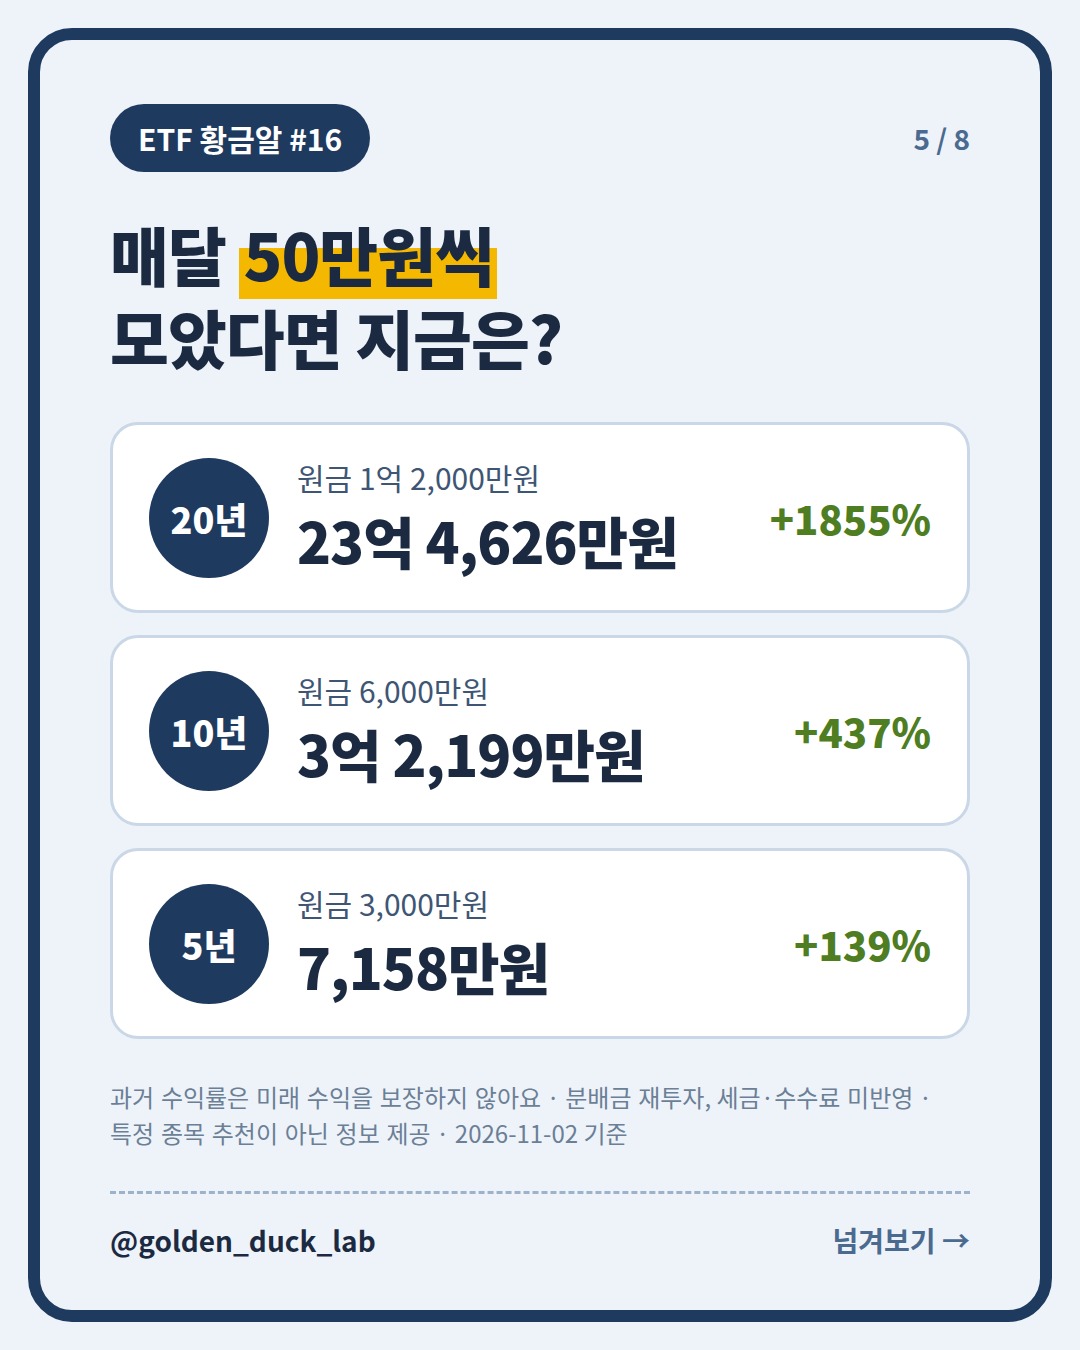 ETF 황금알 #16
5 / 8
매달 50만원씩
모았다면 지금은?
20년
원금 1억 2,000만원
23억 4,626만원
+1855%
10년
원금 6,000만원
3억 2,199만원
+437%
5년
원금 3,000만원
7,158만원
+139%
과거 수익률은 미래 수익을 보장하지 않아요 · 분배금 재투자, 세금·수수료 미반영 ·
특정 종목 추천이 아닌 정보 제공 · 2026-11-02 기준
@golden_duck_lab
넘겨보기 →